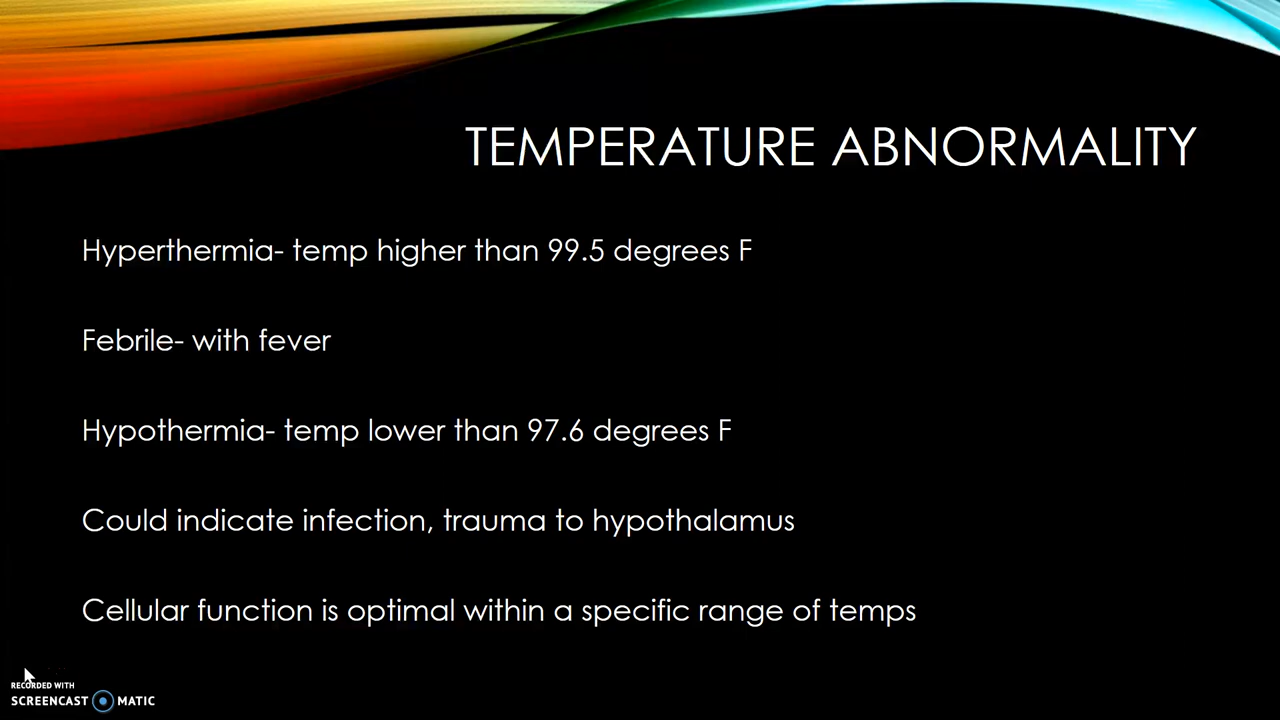 TEMPERATURE ABNORMALITY
Hyperthermia- temp higher than 99.5 degrees F
Febrile- with fever
Hypothermia- temp lower than 97.6 degrees F
Could indicate infection, trauma to hypothalamus
Cellular function is optimal within a specific range of temps
RECORDED WITH
SCREENCAST MATIC